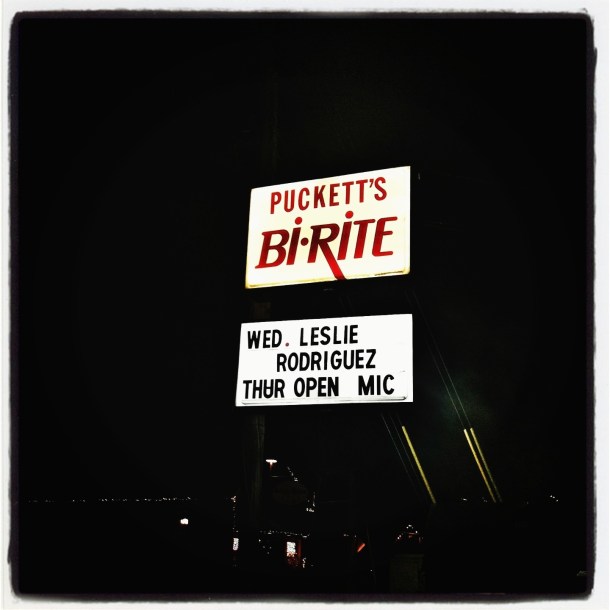 PUCKETT'S
Bi·RiTE
WED. LESLIE
RODRIGUEZ
THUR OPEN MIC